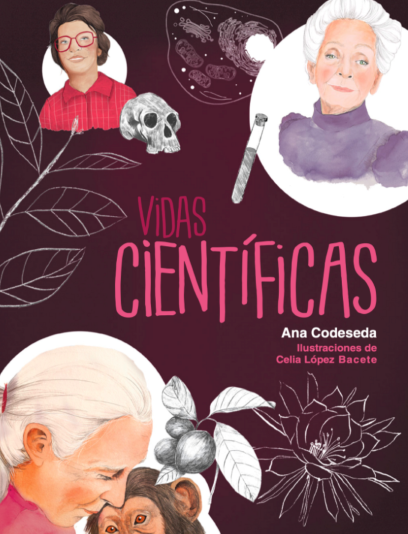 VIDAS
CIENTÍFICAS
Ana Codeseda
Ilustraciones de
Celia López Bacete